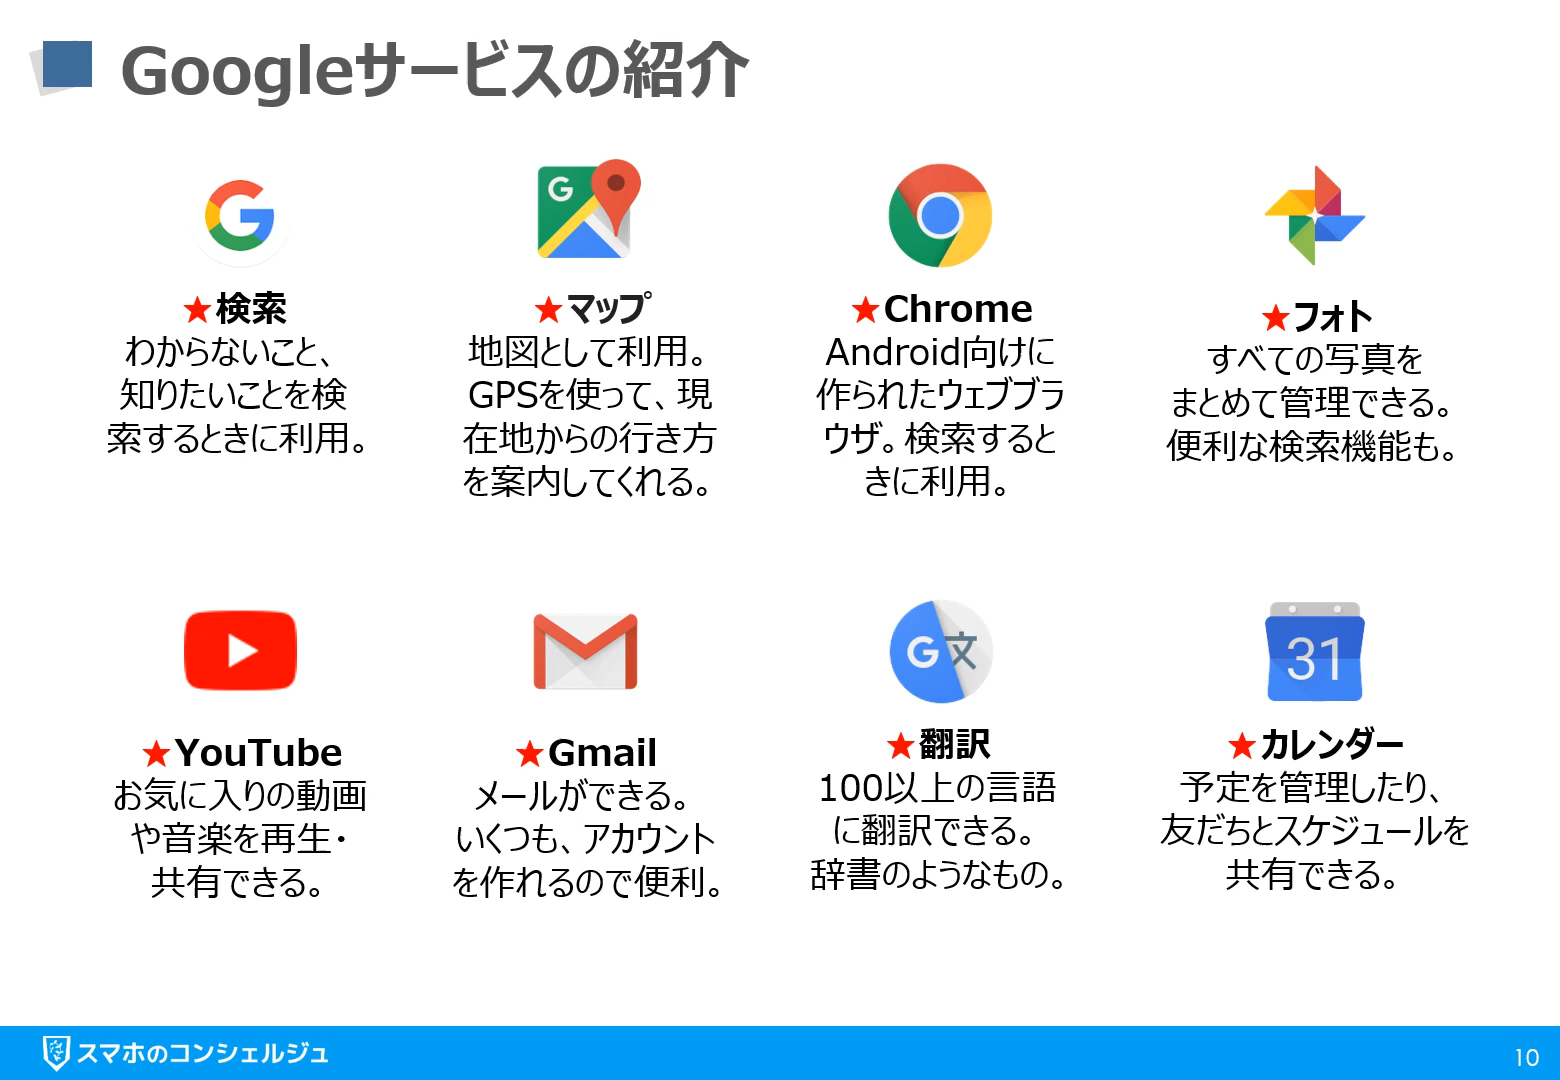 Googleサービスの紹介
G
G
★検索
わからないこと、
知りたいことを検
索するときに利用。
★マップ
地図として利用。
GPSを使って、現
在地からの行き方
を案内してくれる。
★Chrome
Android向けに
作られたウェブブラ
ウザ。検索すると
きに利用。
★フォト
すべての写真を
まとめて管理できる。
便利な検索機能も。
G文
31
★YouTube
お気に入りの動画
や音楽を再生・
共有できる。
★Gmail
メールができる。
いくつも、アカウント
を作れるので便利。
★翻訳
100以上の言語
に翻訳できる。
辞書のようなもの。
★カレンダー
予定を管理したり、
友だちとスケジュールを
共有できる。
スマホのコンシェルジュ
10